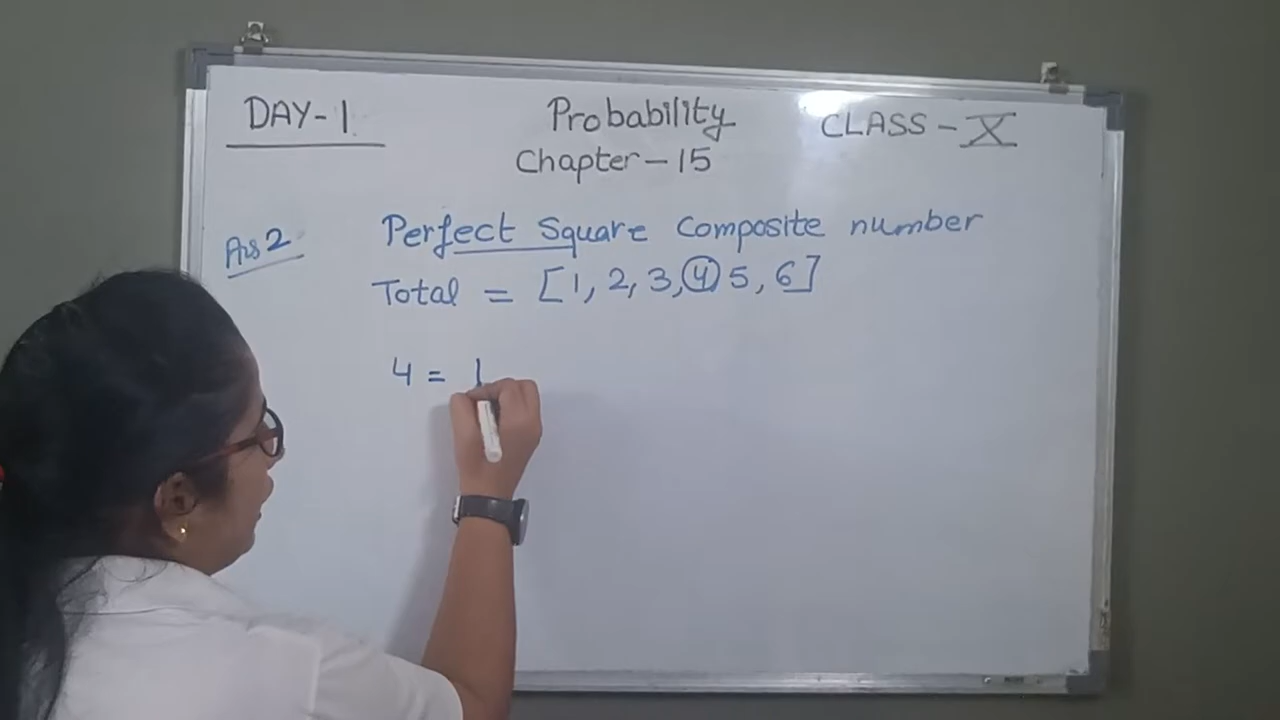 DAY-1
Probability
CLASS-X
Chapter-15
Ans 2
Perfect Square Composite number
Total = [1, 2, 3, 4 5, 6]
4 = 1